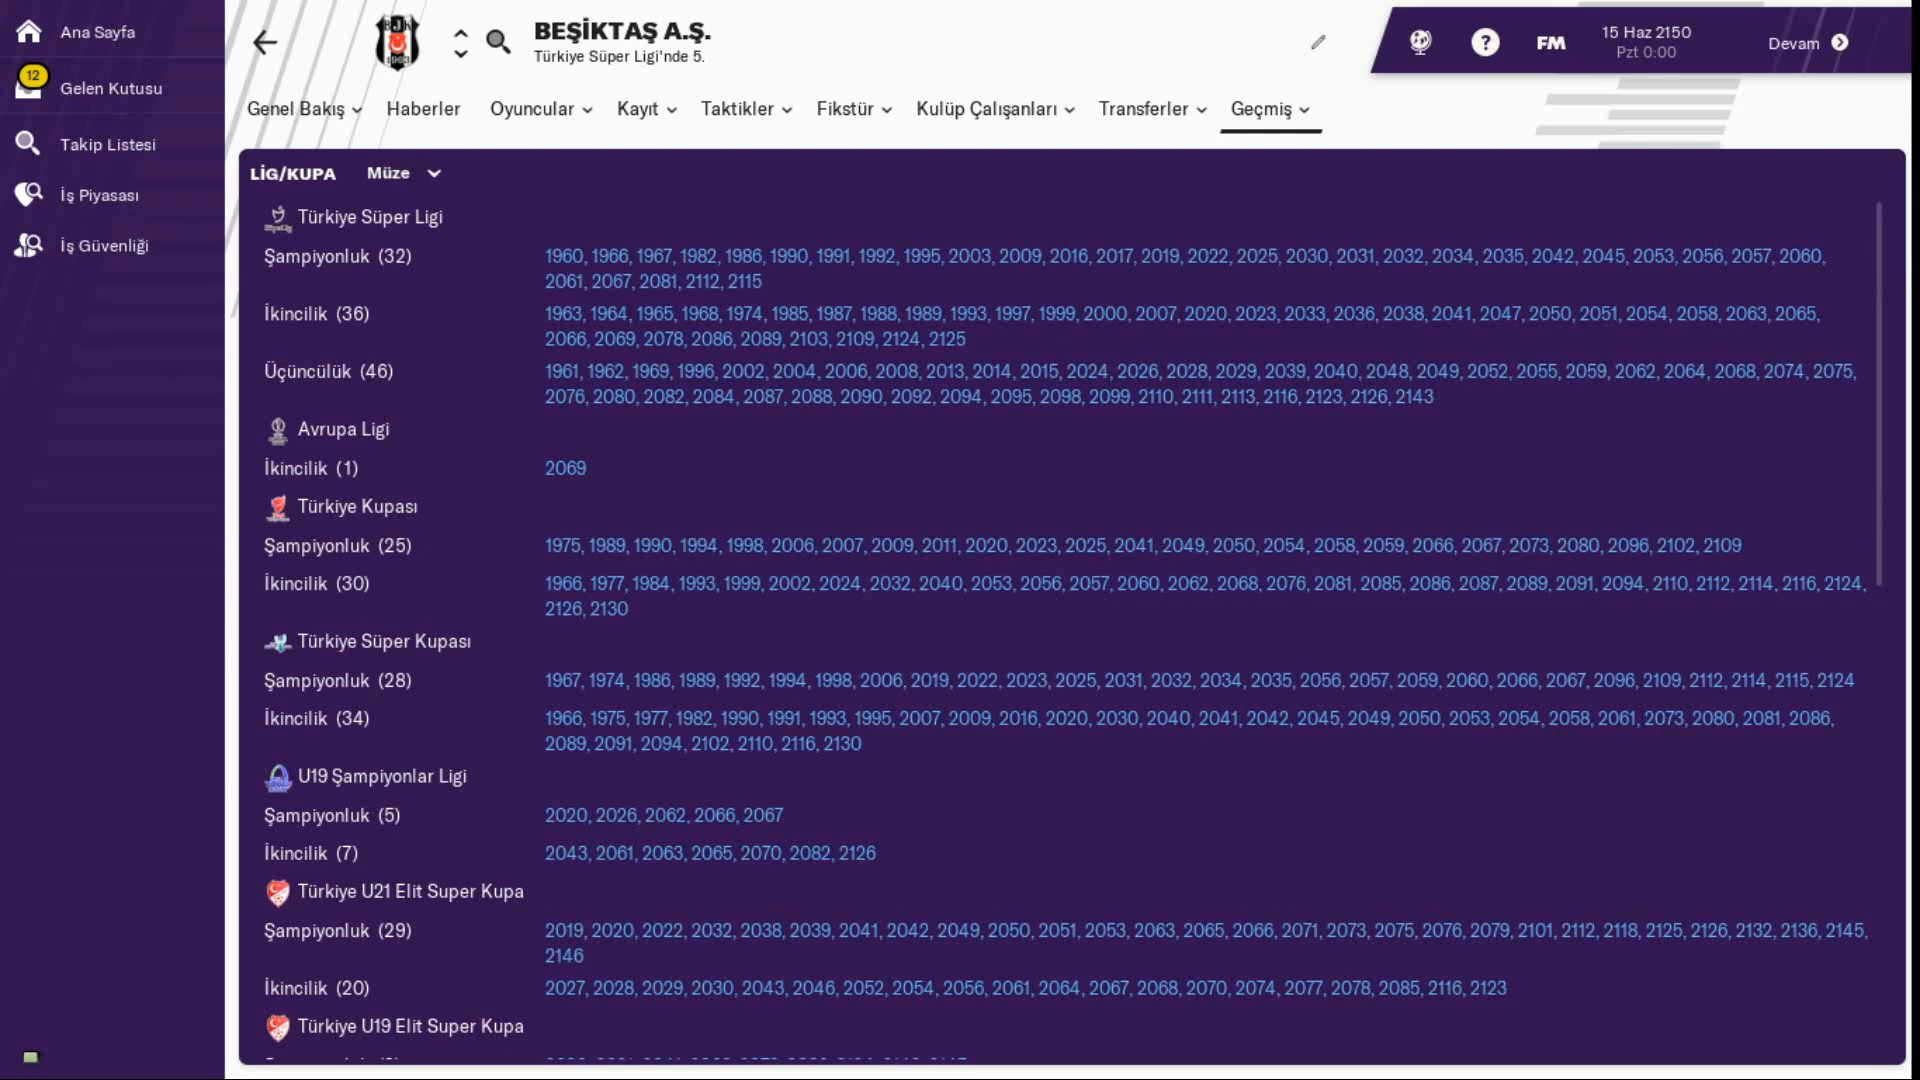 Ana Sayfa
12
Gelen Kutusu
Takip Listesi
İş Piyasası
İş Güvenliği
BJK
1903
BEŞİKTAŞ A.Ş.
Türkiye Süper Ligi'nde 5.
?
FM
15 Haz 2150
Pzt 0:00
Devam
Genel Bakış
Haberler
Oyuncular
Kayıt
Taktikler
Fikstür
Kulüp Çalışanları
Transferler
Geçmiş
LİG/KUPA
Müze
Türkiye Süper Ligi
Şampiyonluk (32)
1960, 1966, 1967, 1982, 1986, 1990, 1991, 1992, 1995, 2003, 2009, 2016, 2017, 2019, 2022, 2025, 2030, 2031, 2032, 2034, 2035, 2042, 2045, 2053, 2056, 2057, 2060,
2061, 2067, 2081, 2112, 2115
İkincilik (36)
1963, 1964, 1965, 1968, 1974, 1985, 1987, 1988, 1989, 1993, 1997, 1999, 2000, 2007, 2020, 2023, 2033, 2036, 2038, 2041, 2047, 2050, 2051, 2054, 2058, 2063, 2065,
2066, 2069, 2078, 2086, 2089, 2103, 2109, 2124, 2125
Üçüncülük (46)
1961, 1962, 1969, 1996, 2002, 2004, 2006, 2008, 2013, 2014, 2015, 2024, 2026, 2028, 2029, 2039, 2040, 2048, 2049, 2052, 2055, 2059, 2062, 2064, 2068, 2074, 2075,
2076, 2080, 2082, 2084, 2087, 2088, 2090, 2092, 2094, 2095, 2098, 2099, 2110, 2111, 2113, 2116, 2123, 2126, 2143
Avrupa Ligi
İkincilik (1)
2069
Türkiye Kupası
Şampiyonluk (25)
1975, 1989, 1990, 1994, 1998, 2006, 2007, 2009, 2011, 2020, 2023, 2025, 2041, 2049, 2050, 2054, 2058, 2059, 2066, 2067, 2073, 2080, 2096, 2102, 2109
İkincilik (30)
1966, 1977, 1984, 1993, 1999, 2002, 2024, 2032, 2040, 2053, 2056, 2057, 2060, 2062, 2068, 2076, 2081, 2085, 2086, 2087, 2089, 2091, 2094, 2110, 2112, 2114, 2116, 2124,
2126, 2130
Türkiye Süper Kupası
Şampiyonluk (28)
1967, 1974, 1986, 1989, 1992, 1994, 1998, 2006, 2019, 2022, 2023, 2025, 2031, 2032, 2034, 2035, 2056, 2057, 2059, 2060, 2066, 2067, 2096, 2109, 2112, 2114, 2115, 2124
İkincilik (34)
1966, 1975, 1977, 1982, 1990, 1991, 1993, 1995, 2007, 2009, 2016, 2020, 2030, 2040, 2041, 2042, 2045, 2049, 2050, 2053, 2054, 2058, 2061, 2073, 2080, 2081, 2086,
2089, 2091, 2094, 2102, 2110, 2116, 2130
U19 Şampiyonlar Ligi
Şampiyonluk (5)
2020, 2026, 2062, 2066, 2067
İkincilik (7)
2043, 2061, 2063, 2065, 2070, 2082, 2126
Türkiye U21 Elit Super Kupa
Şampiyonluk (29)
2019, 2020, 2022, 2032, 2038, 2039, 2041, 2042, 2049, 2050, 2051, 2053, 2063, 2065, 2066, 2071, 2073, 2075, 2076, 2079, 2101, 2112, 2118, 2125, 2126, 2132, 2136, 2145,
2146
İkincilik (20)
2027, 2028, 2029, 2030, 2043, 2046, 2052, 2054, 2056, 2061, 2064, 2067, 2068, 2070, 2074, 2077, 2078, 2085, 2116, 2123
Türkiye U19 Elit Super Kupa